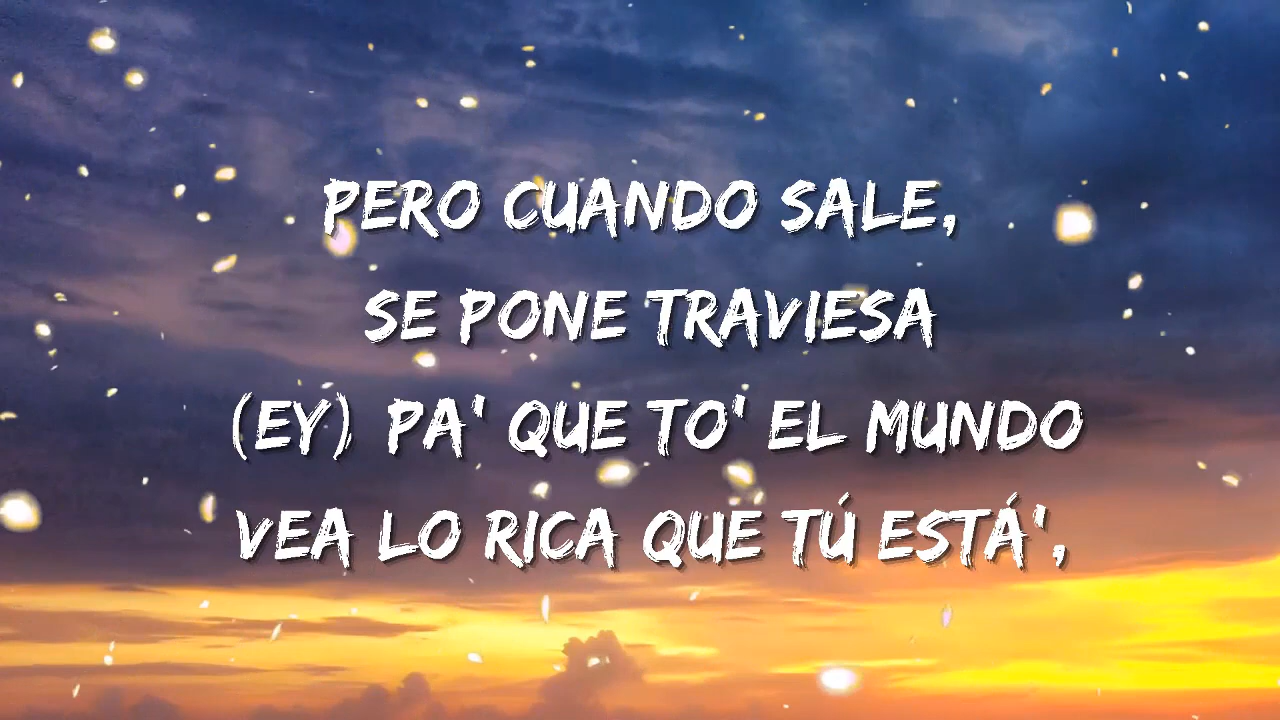 PERO CUANDO SALE,
SE PONE TRAVIESA
(EY) PA' QUE TO' EL MUNDO
VEA LO RICA QUE TÚ ESTÁ',